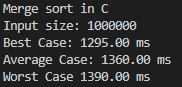 Merge sort in C
Input size: 1000000
Best Case: 1295.00 ms
Average Case: 1360.00 ms
Worst Case 1390.00 ms